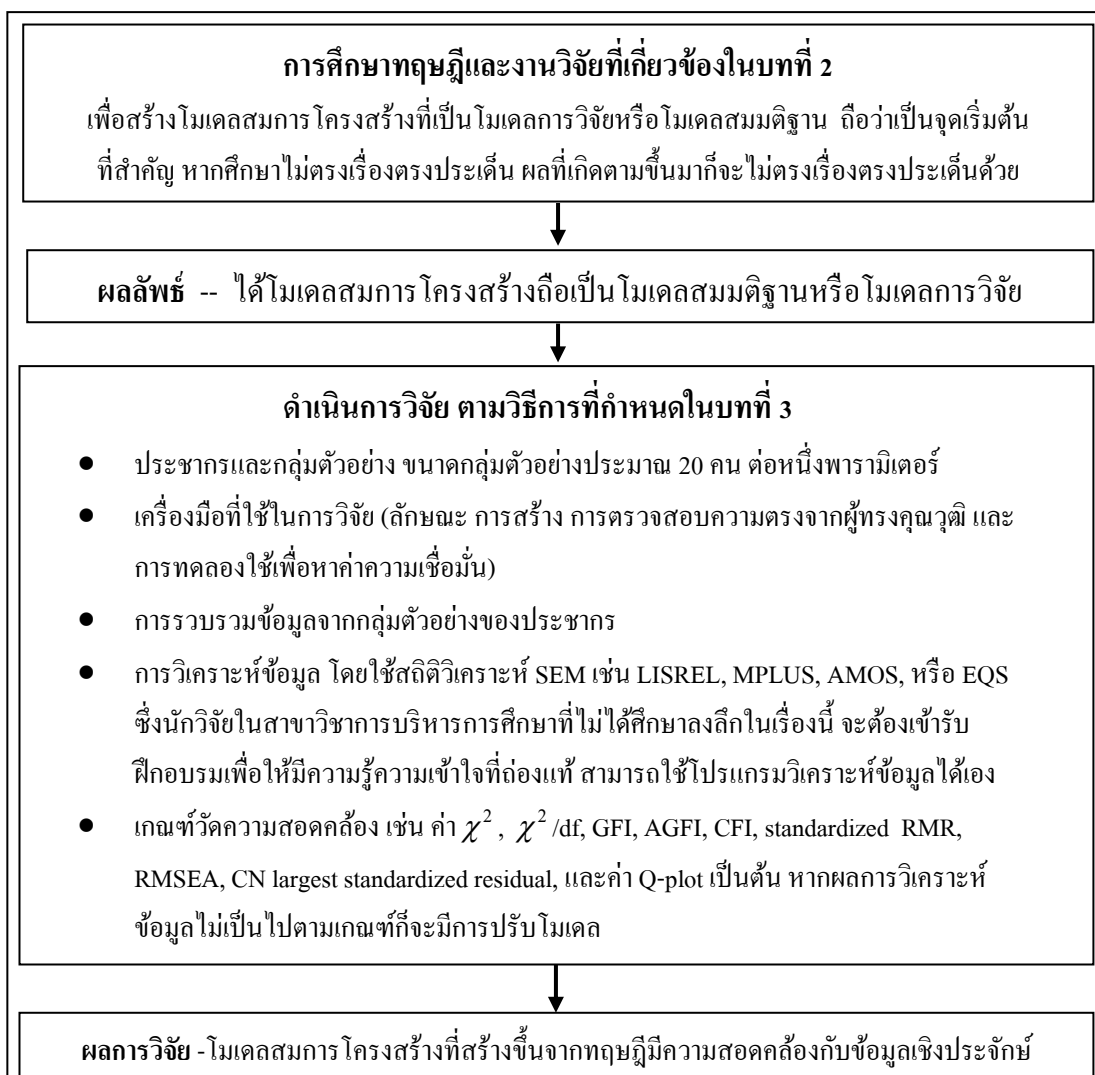 การศึกษาทฤษฎีและงานวิจัยที่เกี่ยวข้องในบทที่ 2
เพื่อสร้างโมเดลสมการโครงสร้างที่เป็นโมเดลการวิจัยหรือโมเดลสมมติฐาน ถือว่าเป็นจุดเริ่มต้น
ที่สำคัญ หากศึกษาไม่ตรงเรื่องตรงประเด็น ผลที่เกิดตามขึ้นมาก็จะไม่ตรงเรื่องตรงประเด็นด้วย
ผลลัพธ์ -- ได้โมเดลสมการโครงสร้างถือเป็นโมเดลสมมติฐานหรือโมเดลการวิจัย
ดำเนินการวิจัย ตามวิธีการที่กำหนดในบทที่ 3
● ประชากรและกลุ่มตัวอย่าง ขนาดกลุ่มตัวอย่างประมาณ 20 คน ต่อหนึ่งพารามิเตอร์
● เครื่องมือที่ใช้ในการวิจัย (ลักษณะ การสร้าง การตรวจสอบความตรงจากผู้ทรงคุณวุฒิ และ
การทดลองใช้เพื่อหาค่าความเชื่อมั่น)
● การรวบรวมข้อมูลจากกลุ่มตัวอย่างของประชากร
● การวิเคราะห์ข้อมูล โดยใช้สถิติวิเคราะห์ SEM เช่น LISREL, MPLUS, AMOS, หรือ EQS
ซึ่งนักวิจัยในสาขาวิชาการบริหารการศึกษาที่ไม่ได้ศึกษาลงลึกในเรื่องนี้ จะต้องเข้ารับ
ฝึกอบรมเพื่อให้มีความรู้ความเข้าใจที่ถ่องแท้ สามารถใช้โปรแกรมวิเคราะห์ข้อมูลได้เอง
● เกณฑ์วัดความสอดคล้อง เช่น ค่า χ², χ²/df, GFI, AGFI, CFI, standardized RMR,
RMSEA, CN largest standardized residual, และค่า Q-plot เป็นต้น หากผลการวิเคราะห์
ข้อมูลไม่เป็นไปตามเกณฑ์ก็จะมีการปรับโมเดล
ผลการวิจัย -โมเดลสมการโครงสร้างที่สร้างขึ้นจากทฤษฎีมีความสอดคล้องกับข้อมูลเชิงประจักษ์